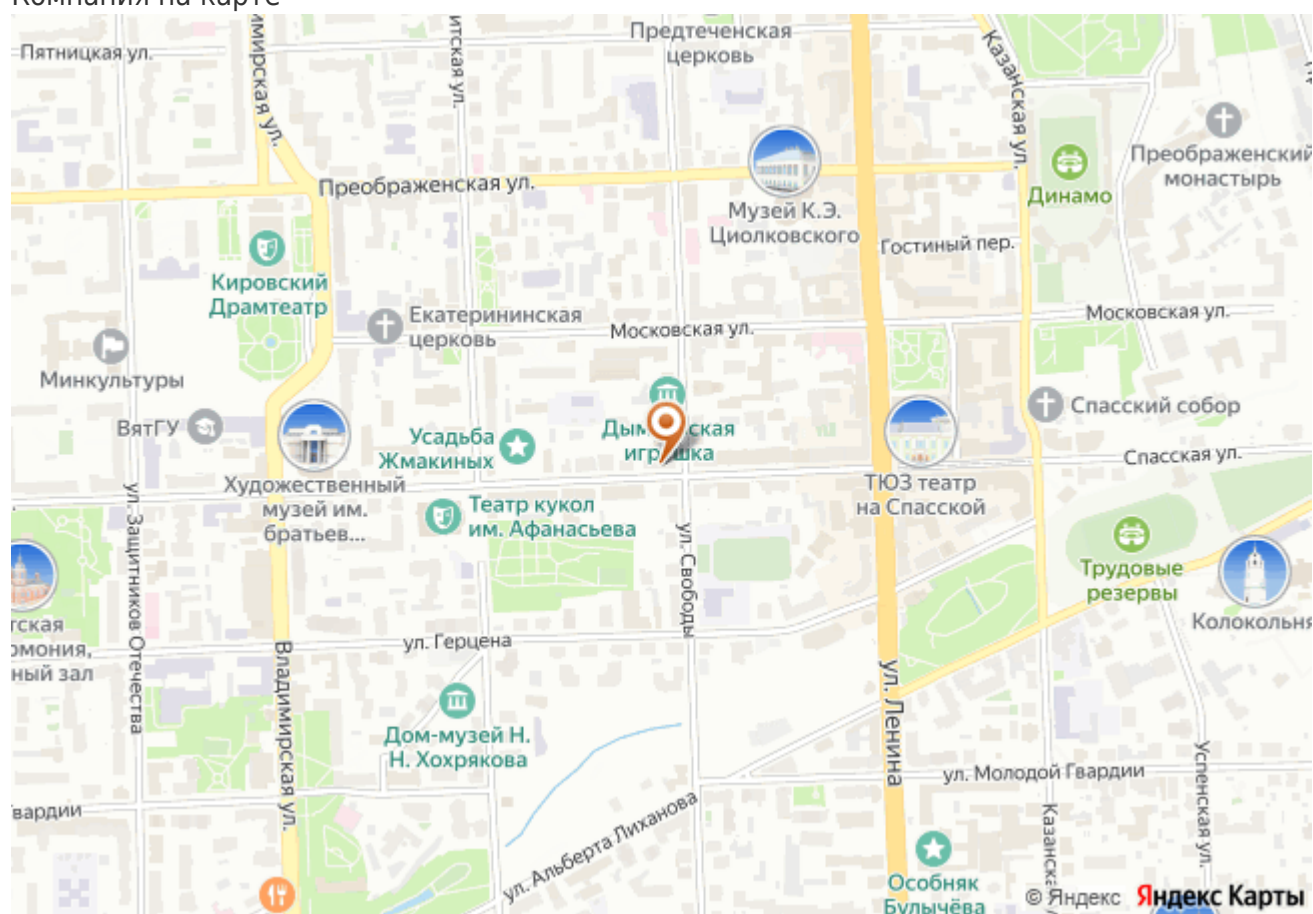 Компания на карте
Предтеченская
церковь
Пятницкая ул.
Казанская ул.
Преображенский
монастырь
Преображенская ул.
Динамо
Музей К.Э.
Циолковского
Гостиный пер.
Кировский
Драмтеатр
Екатерининская
церковь
Московская ул.
Московская ул.
Минкультуры
ВятГУ
Усадьба
Жмакиных
Спасский собор
Спасская ул.
Художественный
музей им.
братьев...
Театр кукол
им. Афанасьева
ТЮЗ театр
на Спасской
ул. Защитников Отечества
ул. Свободы
Трудовые
резервы
Колокольня
ул. Герцена
Владимирская ул.
ул. Ленина
Дом-музей Н.
Н. Хохрякова
ул. Молодой Гвардии
Успенская ул.
ул. Альберта Лиханова
Особняк
Булычёва
© Яндекс Яндекс Карты